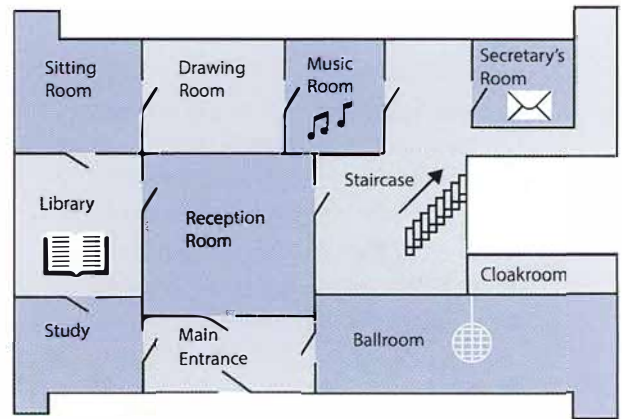 Sitting
Room
Drawing
Room
Music
Room
Secretary's
Room
Library
Reception
Room
Staircase
Cloakroom
Study
Main
Entrance
Ballroom